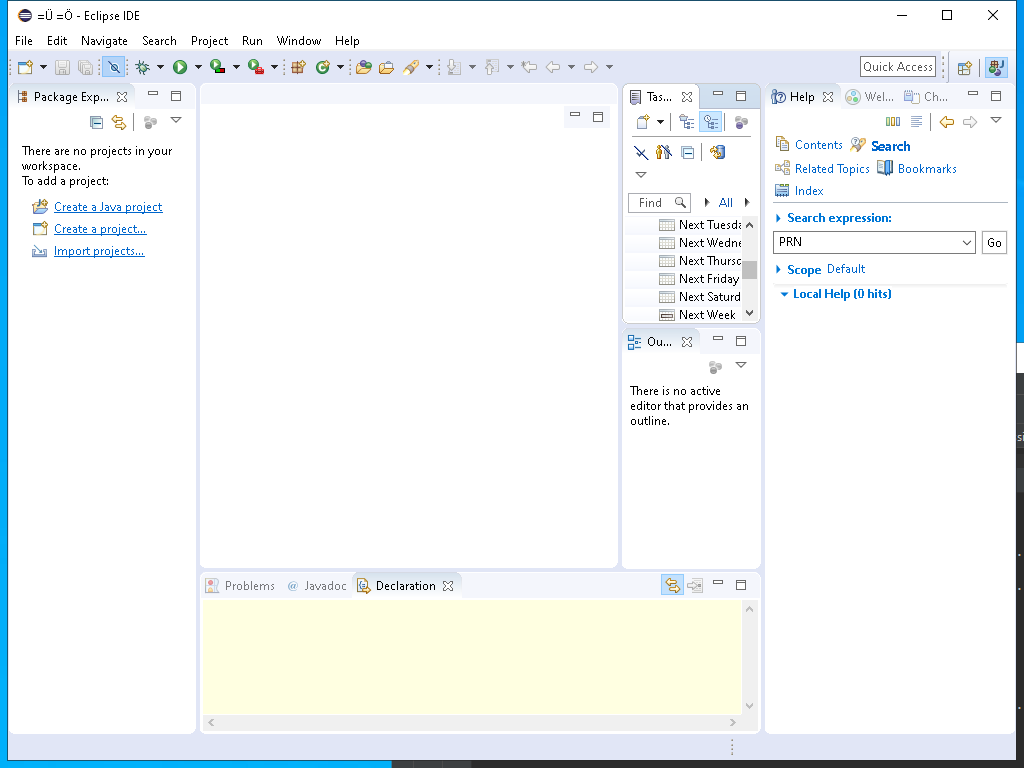 =Ü =Ö - Eclipse IDE
File Edit Navigate Search Project Run Window Help
Quick Access
Package Exp...
There are no projects in your
workspace.
To add a project:
Create a Java project
Create a project...
Import projects...
Tas...
Find
All
Next Tuesda
Next Wedne
Next Thursd
Next Friday
Next Saturd
Next Week
Ou...
There is no active
editor that provides an
outline.
Help Wel... Ch...
Contents Search
Related Topics Bookmarks
Index
Search expression:
PRN Go
Scope Default
Local Help (0 hits)
Problems @ Javadoc Declaration